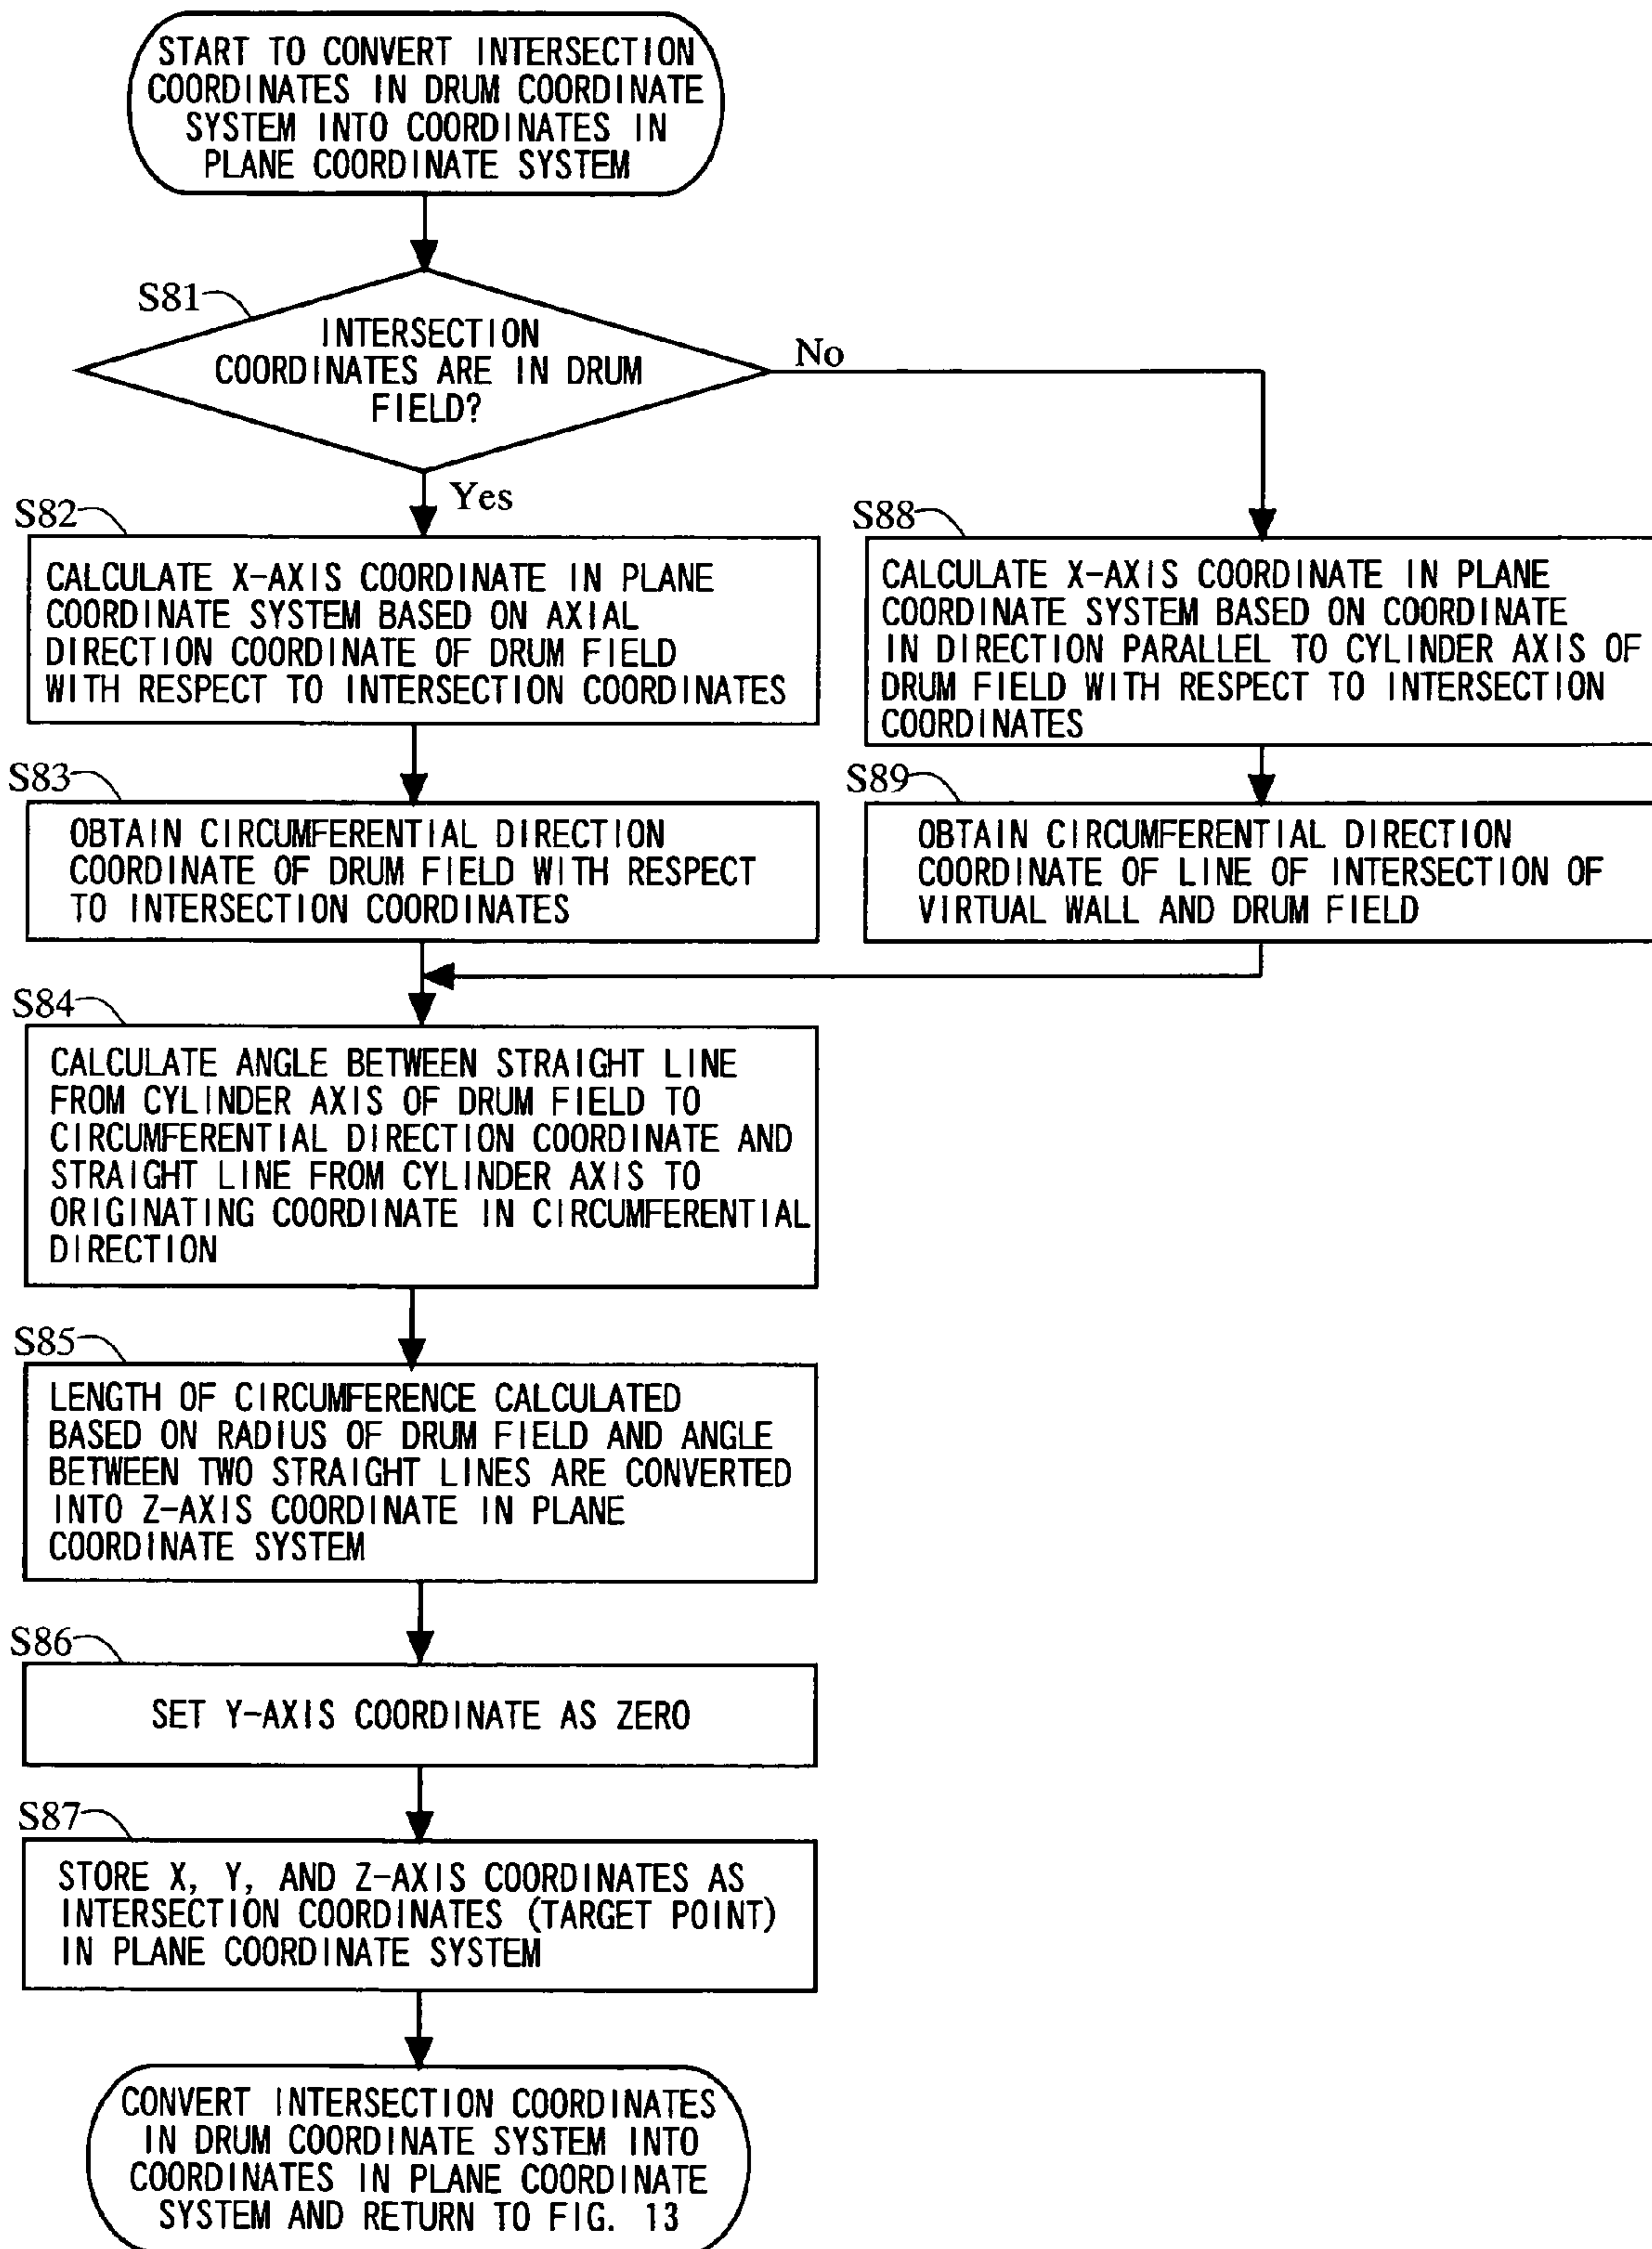 START TO CONVERT INTERSECTION
COORDINATES IN DRUM COORDINATE
SYSTEM INTO COORDINATES IN
PLANE COORDINATE SYSTEM
S81
INTERSECTION
COORDINATES ARE IN DRUM
FIELD?
No
Yes
S82
CALCULATE X-AXIS COORDINATE IN PLANE
COORDINATE SYSTEM BASED ON AXIAL
DIRECTION COORDINATE OF DRUM FIELD
WITH RESPECT TO INTERSECTION COORDINATES
S88
CALCULATE X-AXIS COORDINATE IN PLANE
COORDINATE SYSTEM BASED ON COORDINATE
IN DIRECTION PARALLEL TO CYLINDER AXIS OF
DRUM FIELD WITH RESPECT TO INTERSECTION
COORDINATES
S83
OBTAIN CIRCUMFERENTIAL DIRECTION
COORDINATE OF DRUM FIELD WITH RESPECT
TO INTERSECTION COORDINATES
S89
OBTAIN CIRCUMFERENTIAL DIRECTION
COORDINATE OF LINE OF INTERSECTION OF
VIRTUAL WALL AND DRUM FIELD
S84
CALCULATE ANGLE BETWEEN STRAIGHT LINE
FROM CYLINDER AXIS OF DRUM FIELD TO
CIRCUMFERENTIAL DIRECTION COORDINATE AND
STRAIGHT LINE FROM CYLINDER AXIS TO
ORIGINATING COORDINATE IN CIRCUMFERENTIAL
DIRECTION
S85
LENGTH OF CIRCUMFERENCE CALCULATED
BASED ON RADIUS OF DRUM FIELD AND ANGLE
BETWEEN TWO STRAIGHT LINES ARE CONVERTED
INTO Z-AXIS COORDINATE IN PLANE
COORDINATE SYSTEM
S86
SET Y-AXIS COORDINATE AS ZERO
S87
STORE X, Y, AND Z-AXIS COORDINATES AS
INTERSECTION COORDINATES (TARGET POINT)
IN PLANE COORDINATE SYSTEM
CONVERT INTERSECTION COORDINATES
IN DRUM COORDINATE SYSTEM INTO
COORDINATES IN PLANE COORDINATE
SYSTEM AND RETURN TO FIG. 13